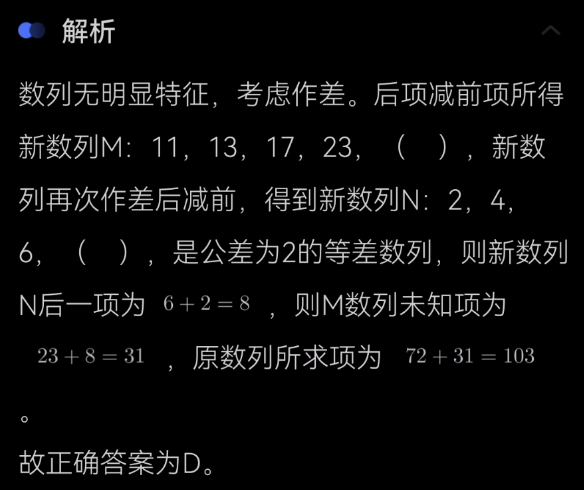 解析
数列无明显特征，考虑作差。后项减前项所得
新数列M：11，13，17，23，（ ），新数
列再次作差后减前，得到新数列N：2，4，
6，（ ），是公差为2的等差数列，则新数列
N后一项为 6 + 2 = 8 ，则M数列未知项为
23 + 8 = 31 ，原数列所求项为 72 + 31 = 103
。
故正确答案为D。